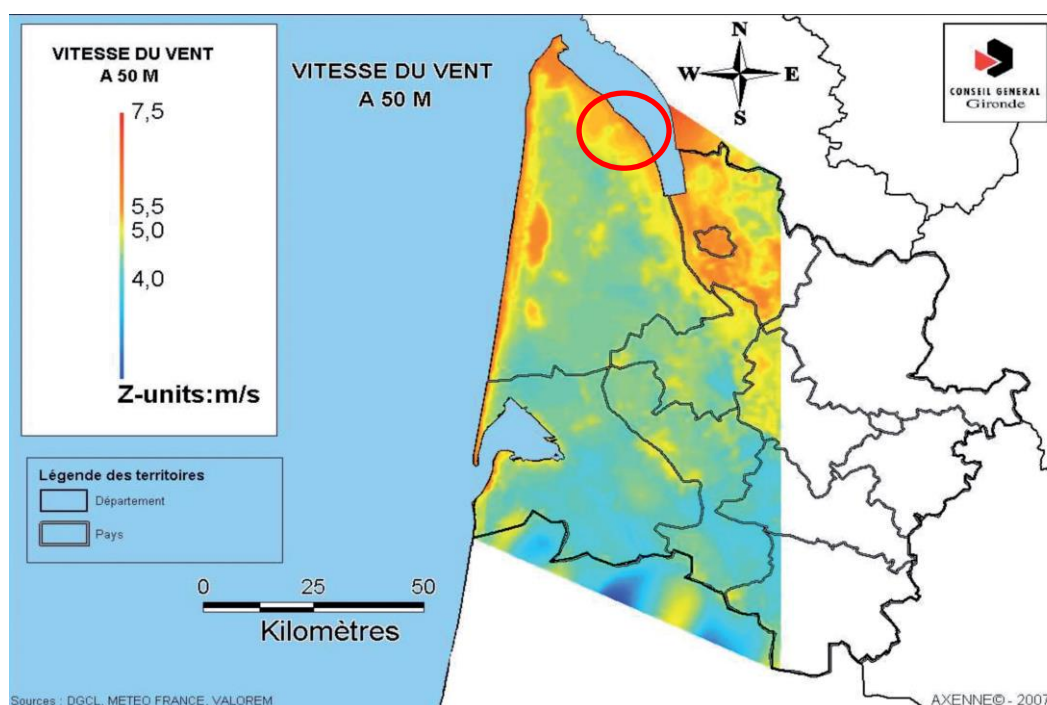 VITESSE DU VENT
A 50 M
7,5
5,5
5,0
4,0
Z-units:m/s
VITESSE DU VENT
A 50 M
N
W
E
S
CONSEIL GENERAL
Gironde
Légende des territoires
Département
Pays
0
25
50
Kilomètres
Sources : DGCL, METEO FRANCE, VALOREM
AXENNE© - 2007